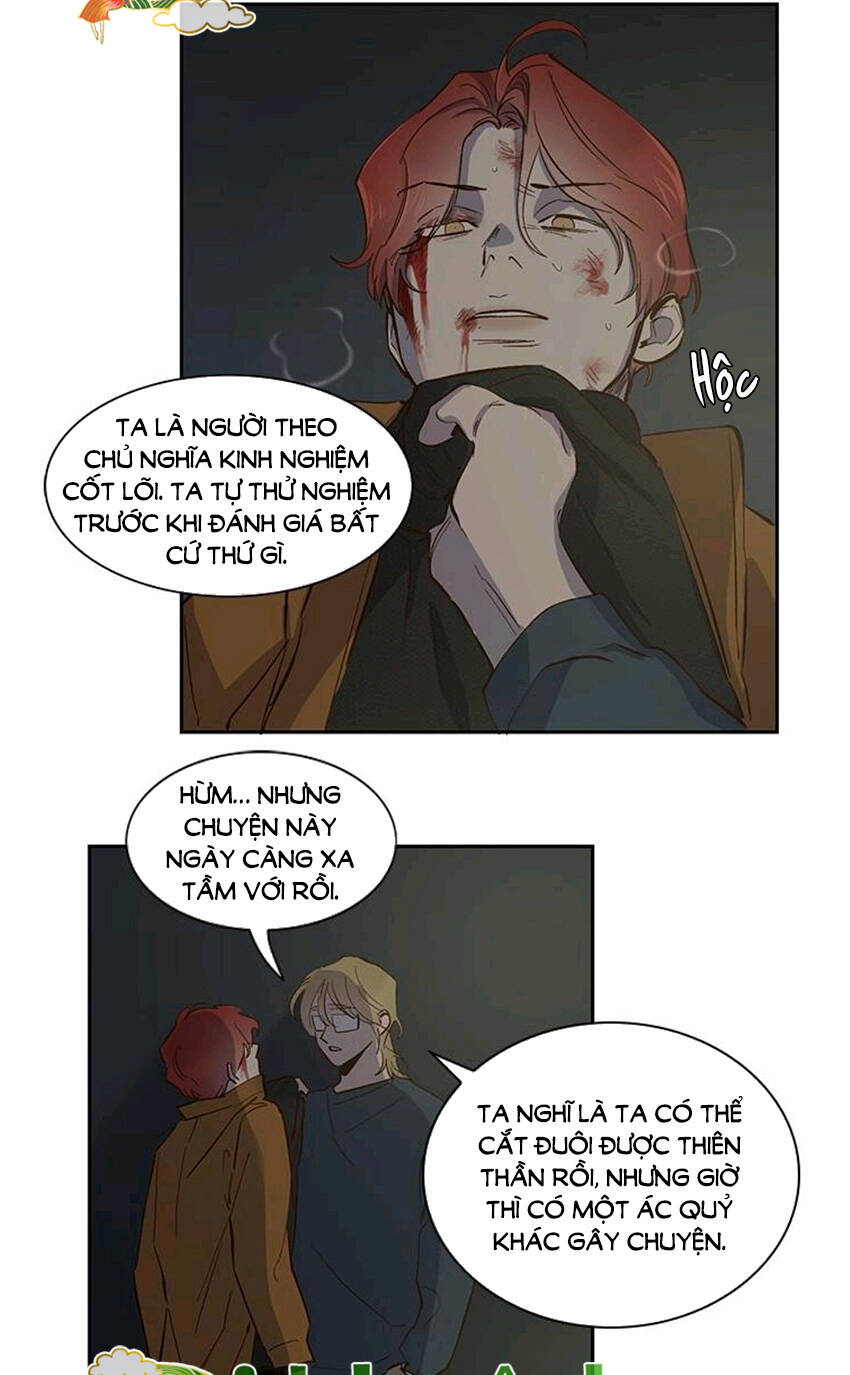 Hộc
TA LÀ NGƯỜI THEO
CHỦ NGHĨA KINH NGHIỆM
CỐT LÕI. TA TỰ THỬ NGHIỆM
TRƯỚC KHI ĐÁNH GIÁ BẤT
CỨ THỨ GÌ.
HỪM... NHƯNG
CHUYỆN NÀY
NGÀY CÀNG XA
TẦM VỚI RỒI.
TA NGHĨ LÀ TA CÓ THỂ
CẮT ĐUÔI ĐƯỢC THIÊN
THẦN RỒI, NHƯNG GIỜ
THÌ CÓ MỘT ÁC QUỶ
KHÁC GÂY CHUYỆN.